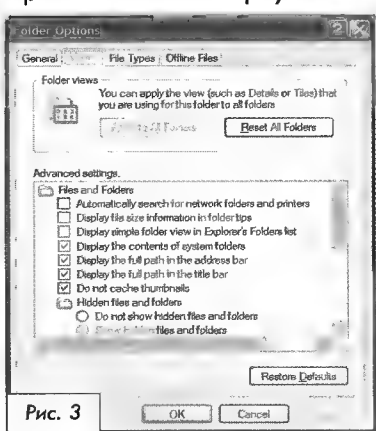 Folder Options
General File Types Offline Files
Folder views
You can apply the view (such as Details or Tiles) that
you are using for this folder to all folders
Reset All Folders
Advanced settings.
Files and Folders
Automatically search for network folders and printers
Display file size information in folder tips
Display simple folder view in Explorer's Folders list
Display the contents of system folders
Display the full path in the address bar
Display the full path in the title bar
Do not cache thumbnails
Hidden files and folders
Do not show hidden files and folders
Show hidden files and folders
Restore Defaults
OK Cancel
Рис. 3